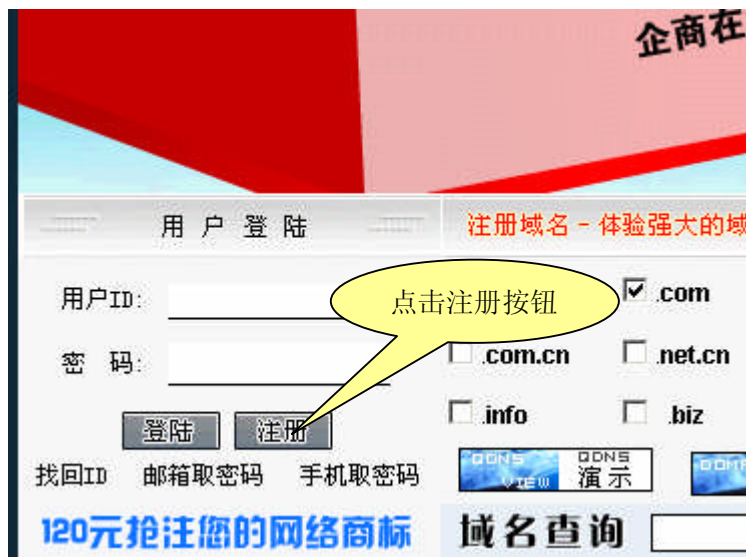 企商在
用户登陆
注册域名-体验强大的域
用户ID:
点击注册按钮
.com
密 码:
.com.cn
.net.cn
登陆
注册
.info
.biz
找回ID 邮箱取密码 手机取密码
QDNS VIEW
QDNS 演示
120元抢注您的网络商标
域名查询